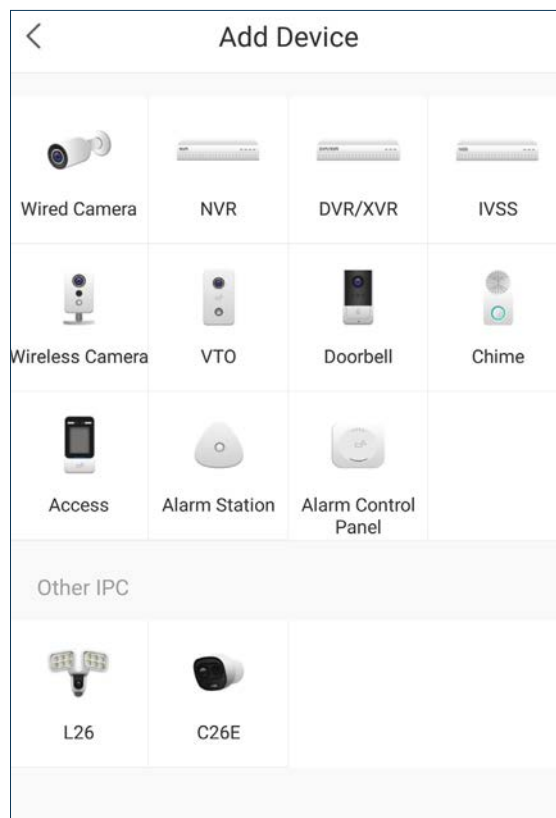 Add Device
Wired Camera
NVR
DVR/XVR
IVSS
Wireless Camera
VTO
Doorbell
Chime
Access
Alarm Station
Alarm Control
Panel
Other IPC
L26
C26E